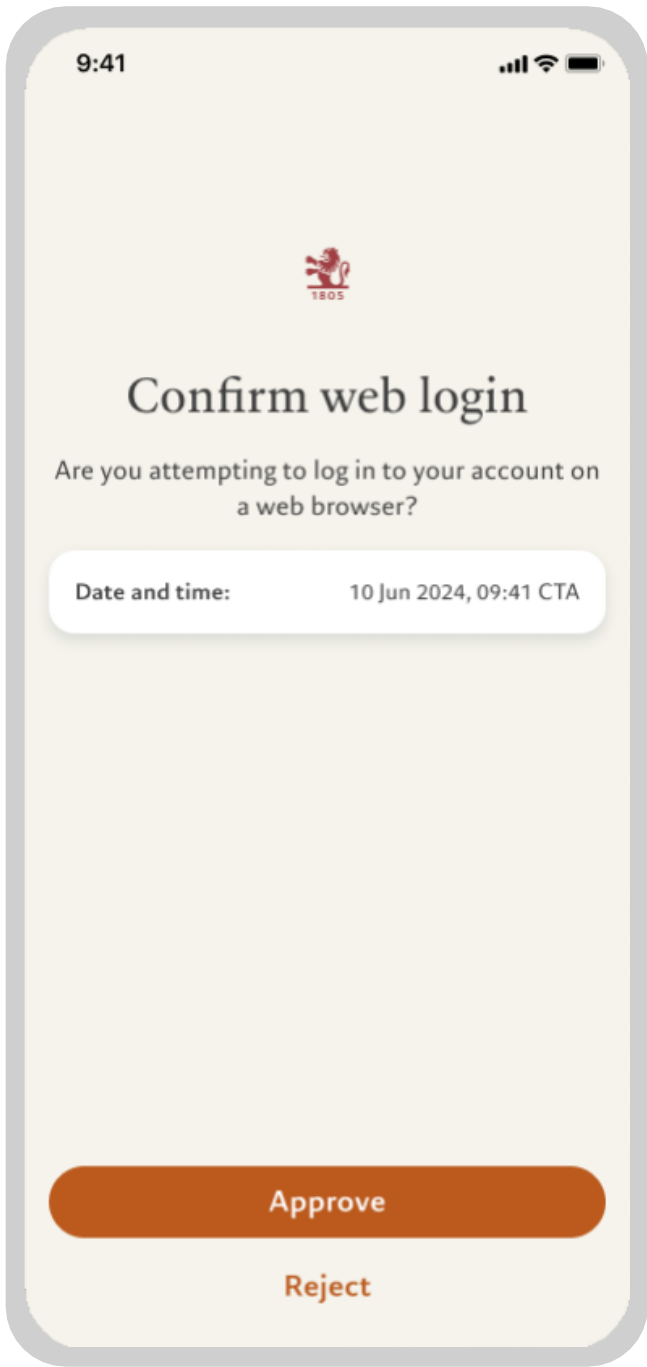 9:41
1805
Confirm web login
Are you attempting to log in to your account on
a web browser?
Date and time: 10 Jun 2024, 09:41 CTA
Approve
Reject